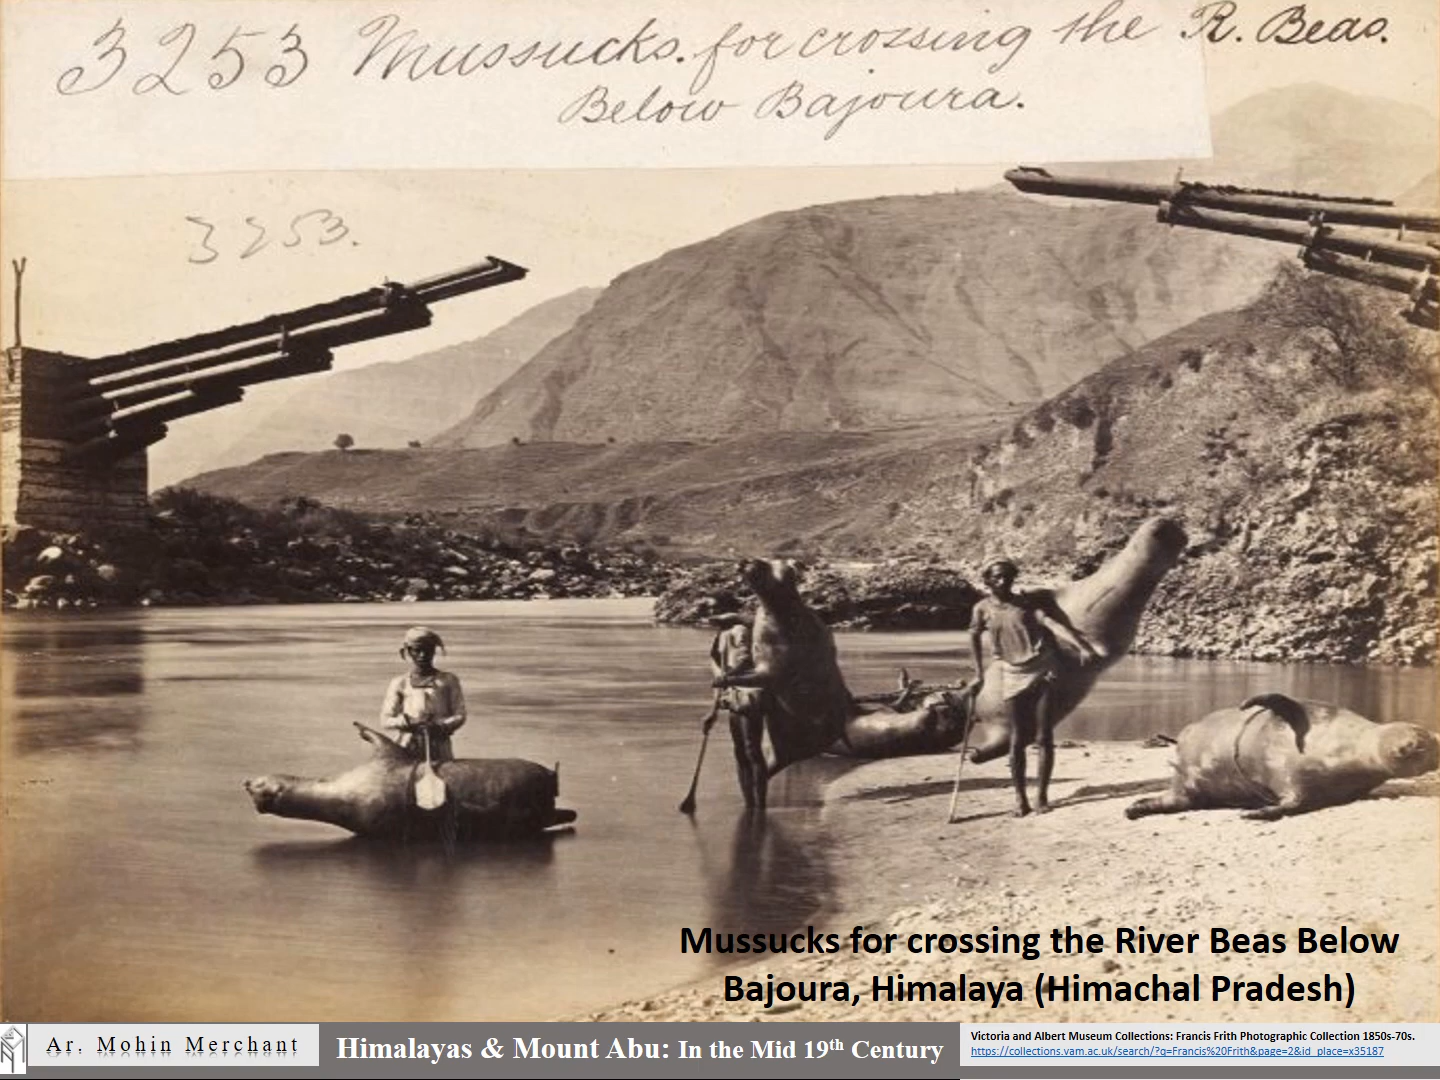 3253 Mussucks. for crossing the R. Beas.
Below Bajoura.
3253.
Mussucks for crossing the River Beas Below
Bajoura, Himalaya (Himachal Pradesh)
Ar. Mohin Merchant
Himalayas & Mount Abu: In the Mid 19th Century
Victoria and Albert Museum Collections: Francis Frith Photographic Collection 1850s-70s.
https://collections.vam.ac.uk/search/?q=Francis%20Frith&page=2&id_place=x35187